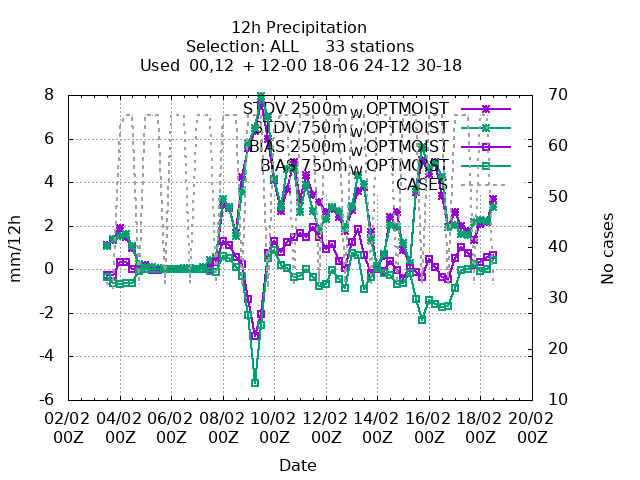 12h Precipitation
Selection: ALL 33 stations
Used 00,12 + 12-00 18-06 24-12 30-18
STDV 2500m_W OPTMOIST
STDV 750m_W OPTMOIST
BIAS 2500m_W OPTMOIST
BIAS 750m_W OPTMOIST
CASES
8
6
4
2
0
-2
-4
-6
mm/12h
70
60
50
40
30
20
10
No cases
02/02 04/02 06/02 08/02 10/02 12/02 14/02 16/02 18/02 20/02
00Z 00Z 00Z 00Z 00Z 00Z 00Z 00Z 00Z 00Z
Date